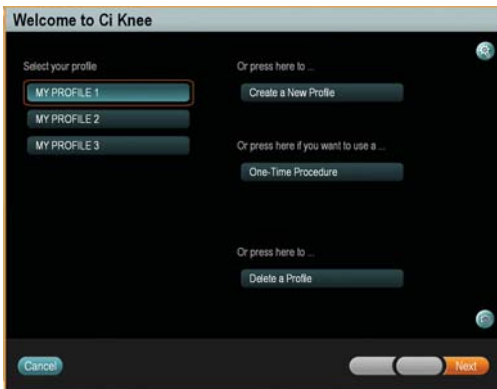 Welcome to Ci Knee
Select your profile
MY PROFILE 1
MY PROFILE 2
MY PROFILE 3
Or press here to ...
Create a New Profile
Or press here if you want to use a ...
One-Time Procedure
Or press here to ...
Delete a Profile
Cancel
Next